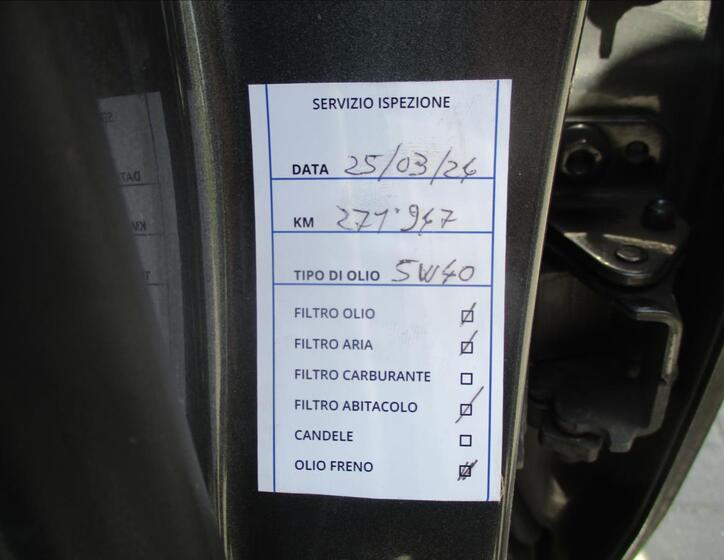 SERVIZIO ISPEZIONE
DATA 25/03/24
KM 271'947
TIPO DI OLIO 5W40
FILTRO OLIO
FILTRO ARIA
FILTRO CARBURANTE
FILTRO ABITACOLO
CANDELE
OLIO FRENO